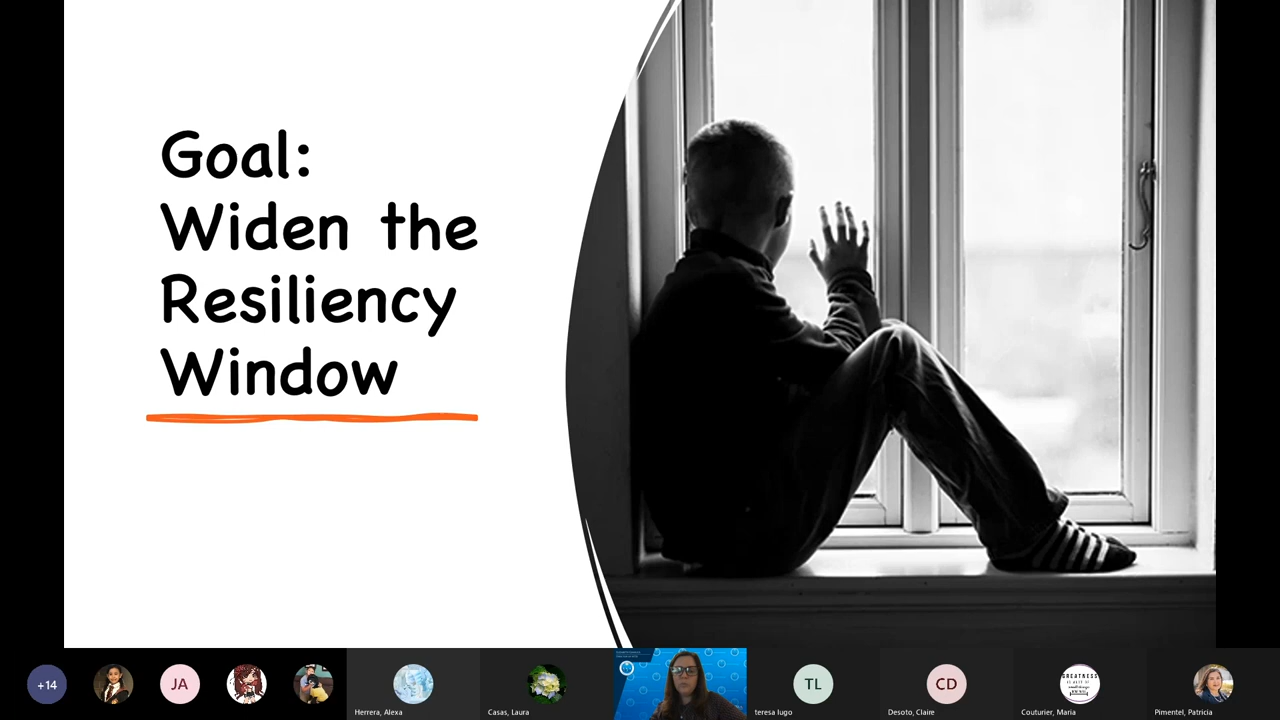 Goal:
Widen the
Resiliency
Window
+14
JA
Herrera, Alexa
Casas, Laura
TL
teresa lugo
CD
Desoto, Claire
GREATNESS
Couturier, Maria
Pimentel, Patricia